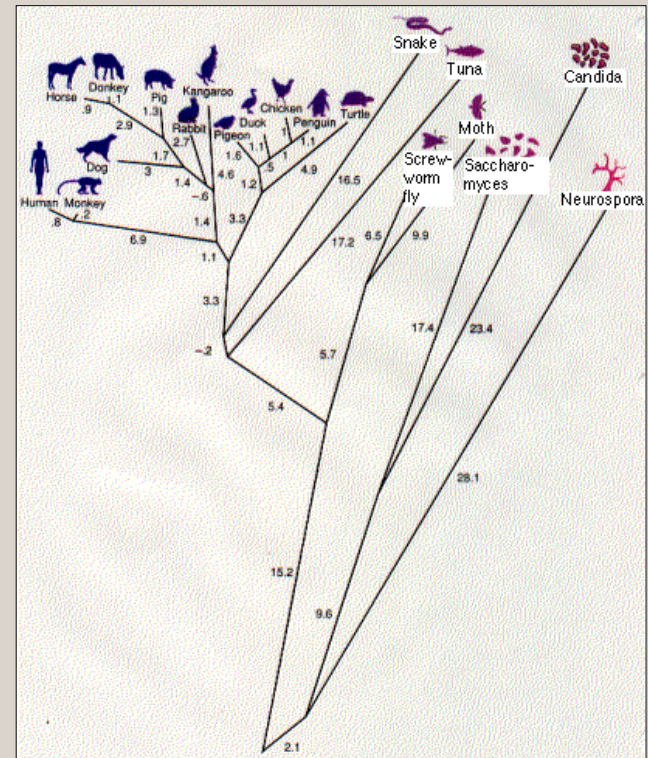 Snake
Tuna
Candida
Kangaroo
Donkey
Horse
.9
1.1
Pig
1.3
Rabbit
2.7
Pigeon
Duck
Chicken
Penguin
Turtle
Moth
Screw-
worm
fly
Saccharo-
myces
Neurospora
2.9
1.7
Dog
3
1.4
-.6
4.6
1.6
1.1
1
1.1
.5
1
1.2
4.9
16.5
Human
Monkey
.8
.2
6.9
1.4
3.3
17.2
6.5
9.9
1.1
3.3
17.4
23.4
-.2
5.7
5.4
28.1
15.2
9.6
2.1